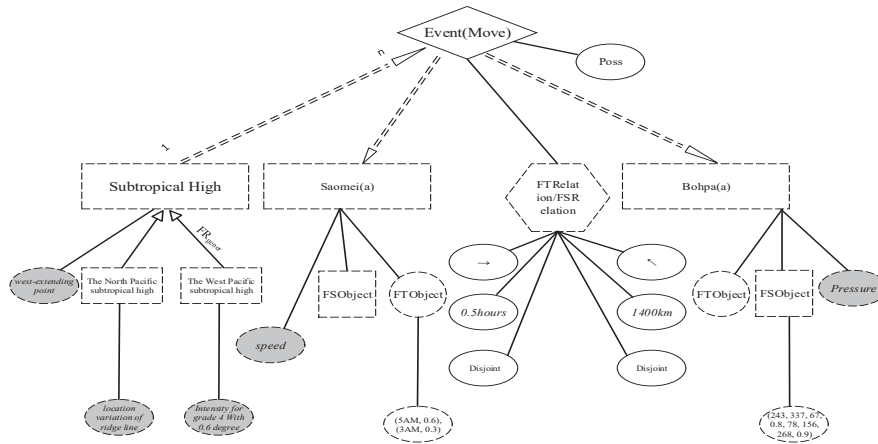 Event(Move)
Poss
n
1
Subtropical High
Saomei(a)
FTRelat
ion/FSR
elation
Bohpa(a)
FRgener
west-extending
point
The North Pacific
subtropical high
The West Pacific
subtropical high
FSObject
FTObject
→
↖
FTObject
FSObject
Pressure
0.5hours
1400km
speed
Disjoint
Disjoint
location
variation of
ridge line
Intensity for
grade 4 With
0.6 degree
(5AM, 0.6),
(3AM, 0.3)
(243, 337, 67,
0.8, 78, 156,
268, 0.9)